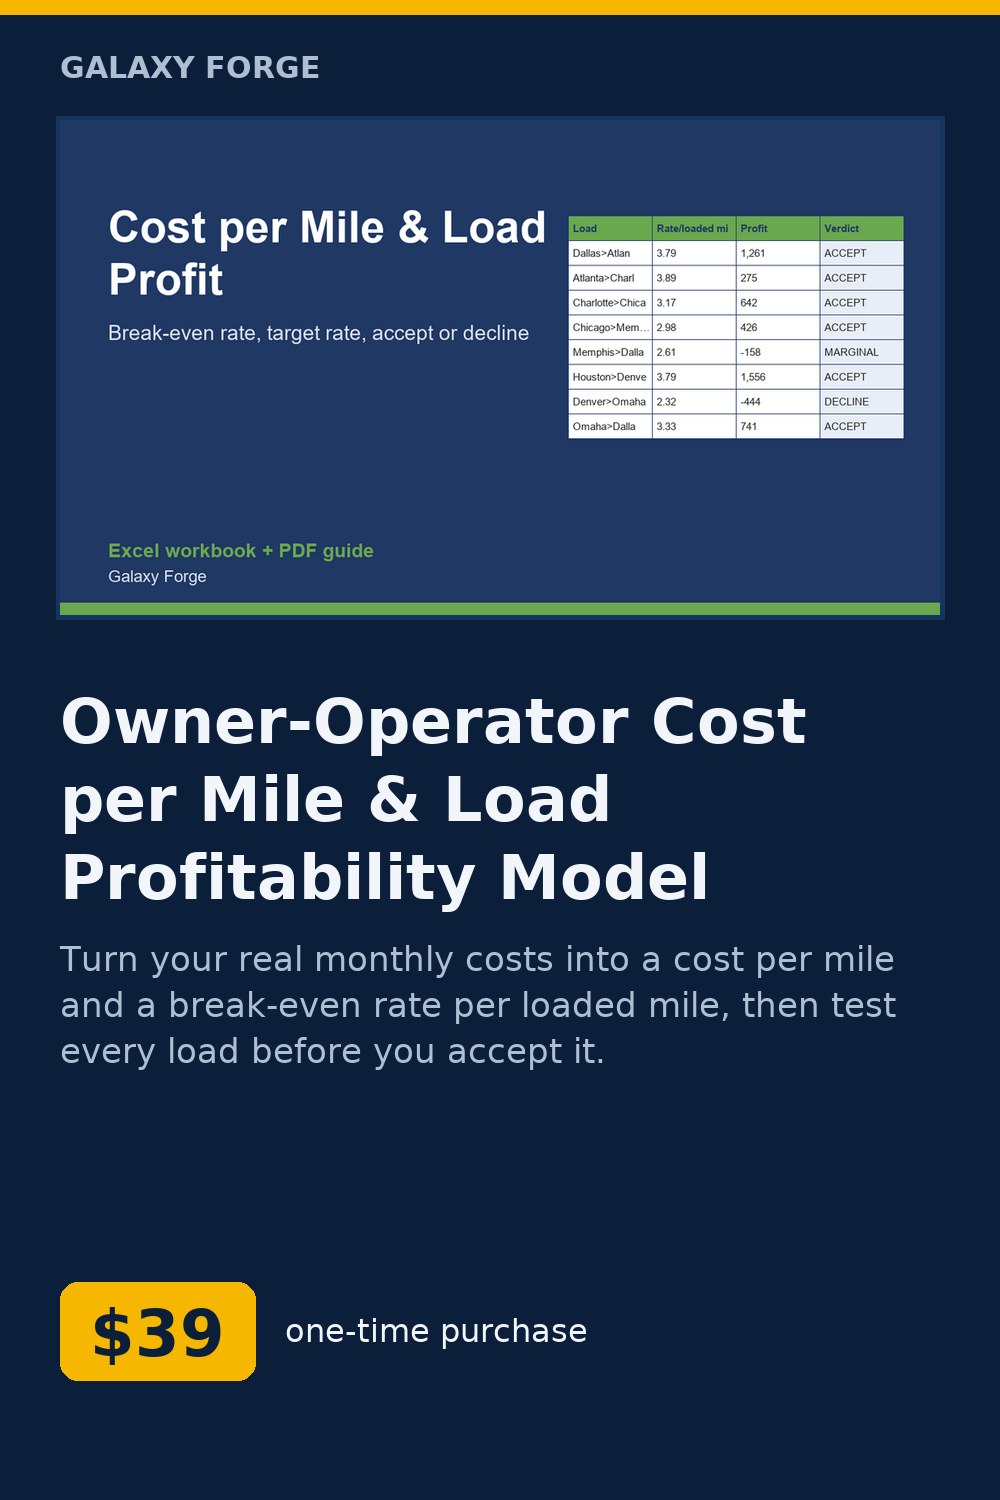 GALAXY FORGE
Cost per Mile & Load
Profit
Break-even rate, target rate, accept or decline
Load Rate/loaded mi Profit Verdict
Dallas>Atlan 3.79 1,261 ACCEPT
Atlanta>Charl 3.89 275 ACCEPT
Charlotte>Chica 3.17 642 ACCEPT
Chicago>Mem... 2.98 426 ACCEPT
Memphis>Dalla 2.61 -158 MARGINAL
Houston>Denve 3.79 1,556 ACCEPT
Denver>Omaha 2.32 -444 DECLINE
Omaha>Dalla 3.33 741 ACCEPT
Excel workbook + PDF guide
Galaxy Forge
Owner-Operator Cost
per Mile & Load
Profitability Model
Turn your real monthly costs into a cost per mile
and a break-even rate per loaded mile, then test
every load before you accept it.
$39 one-time purchase